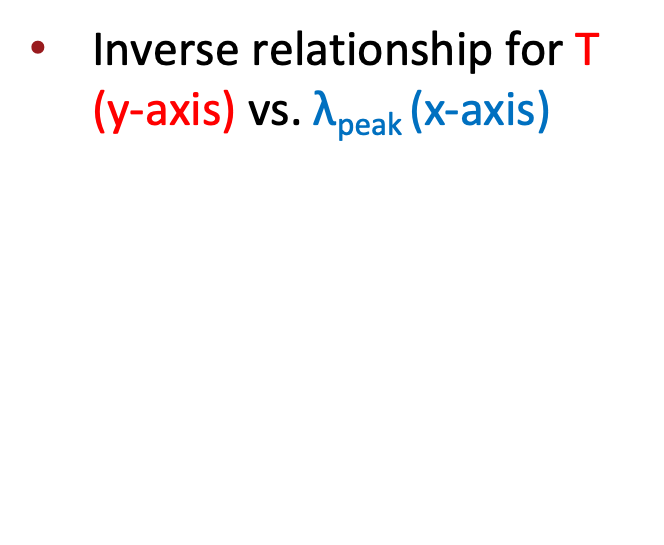 • Inverse relationship for T
(y-axis) vs. λpeak (x-axis)